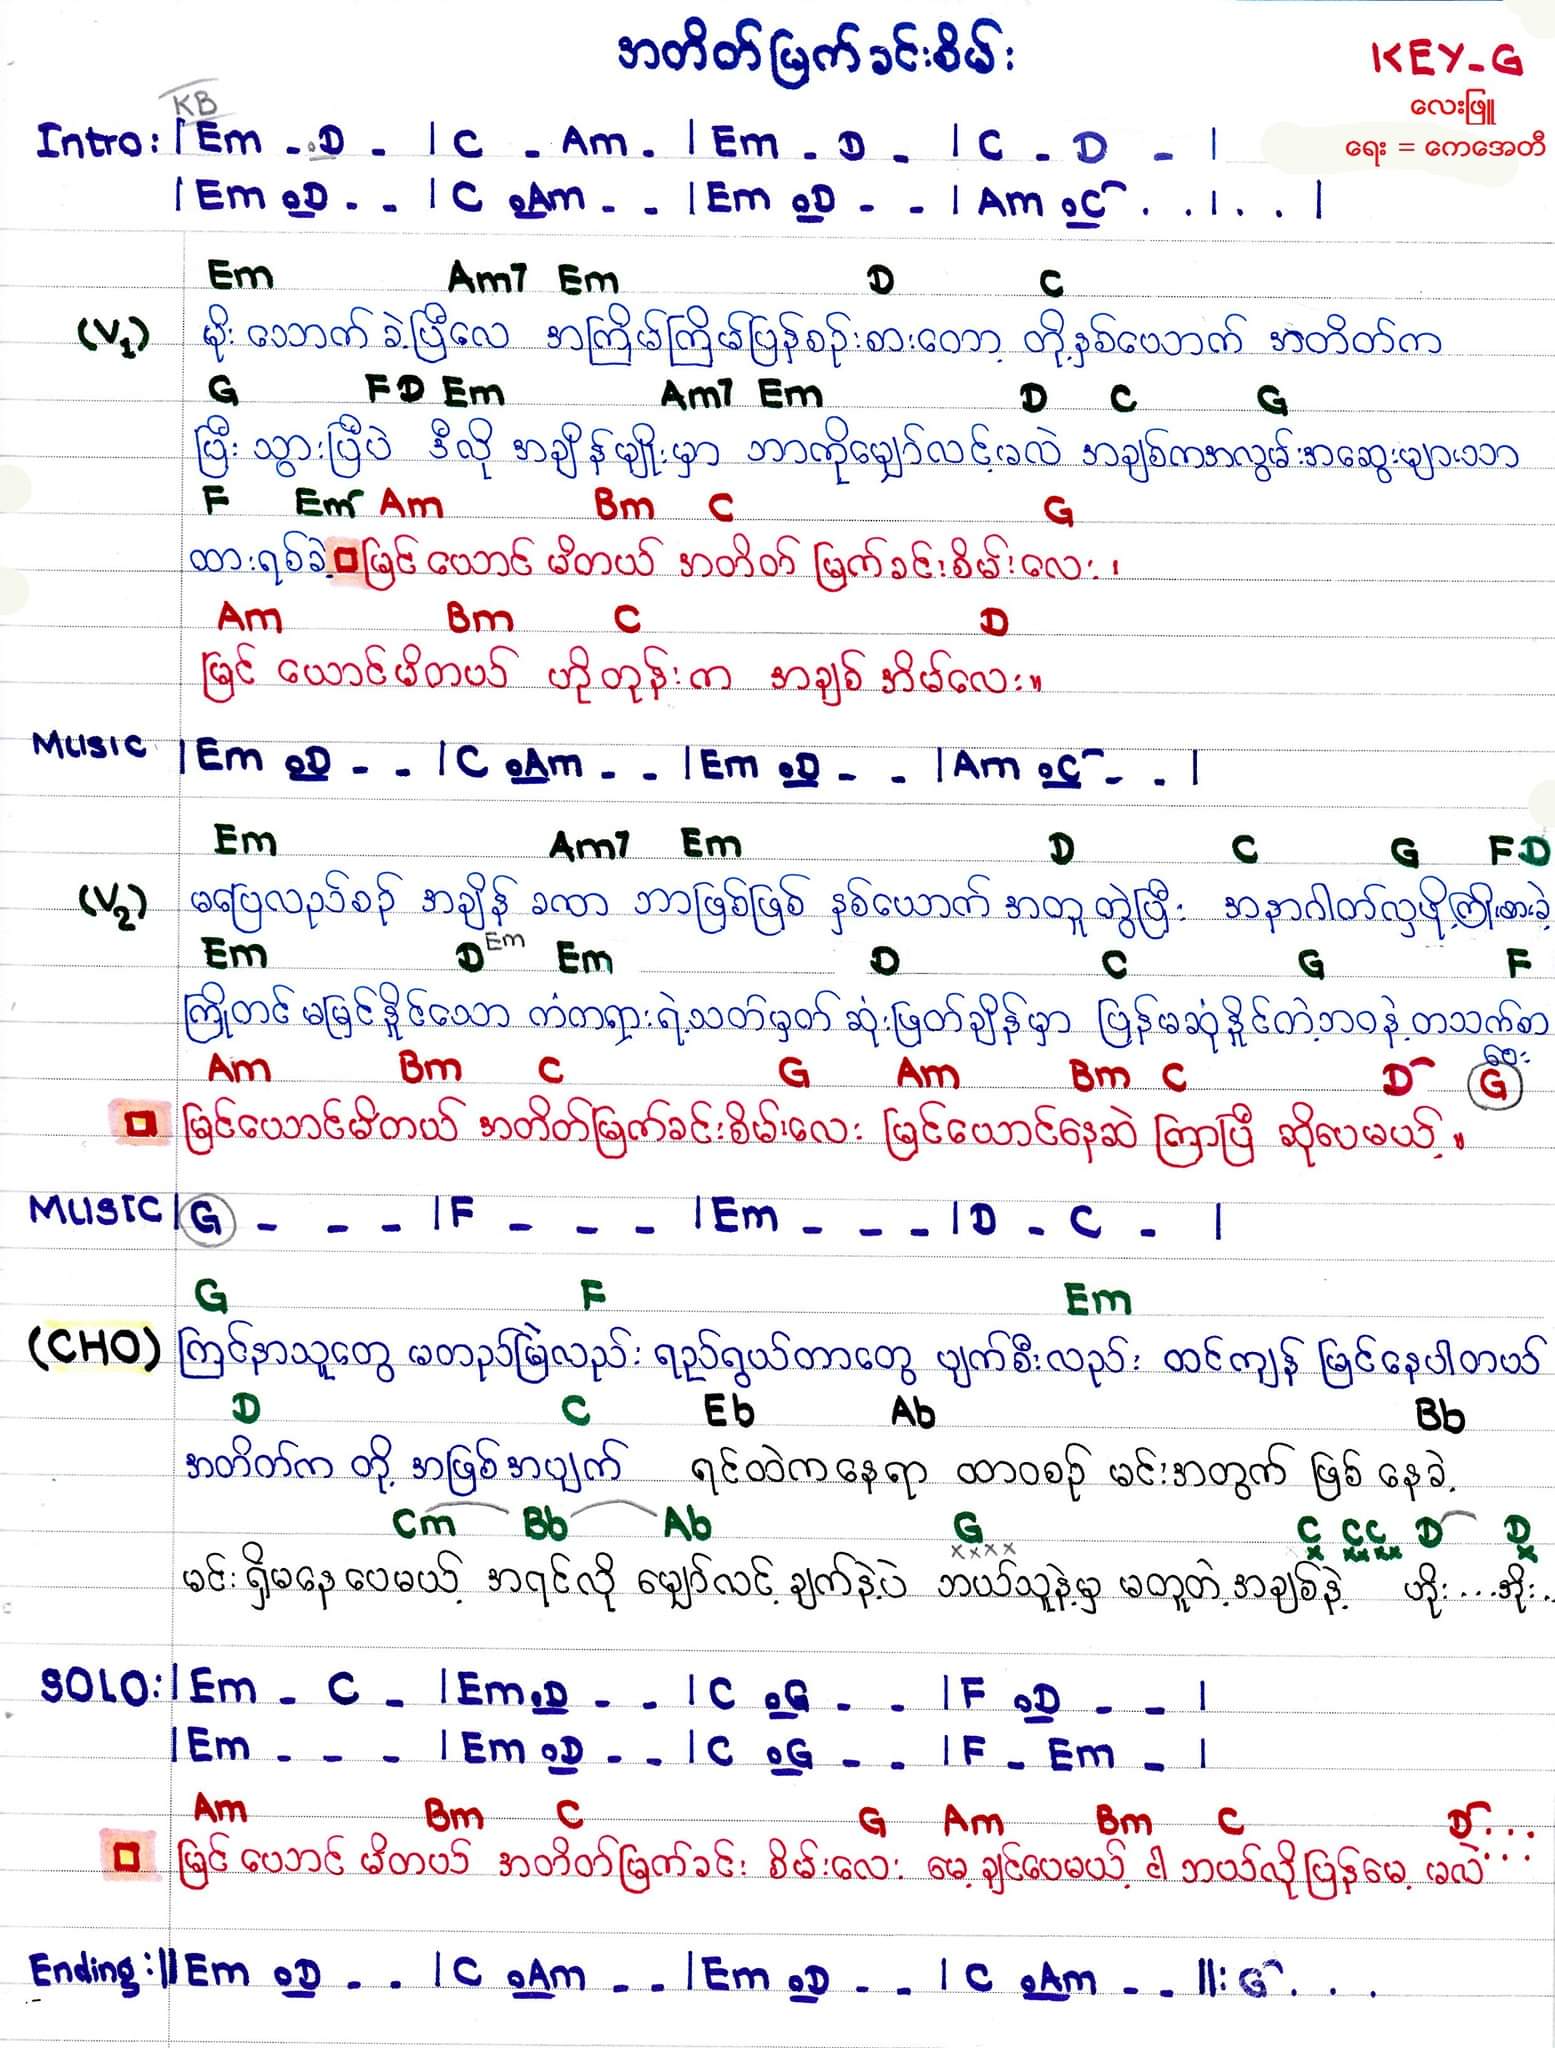 အတိတ်မြက်ခင်းစိမ်း
KEY-G
လေးဖြူ
ရေး = ကေအေတီ
KB
Intro: | Em - .D - | C - Am - | Em - D - | C - D - |
| Em .D - - | C .Am - - | Em .D - - | Am .C . . | . . |
Em Am7 Em D C
(V1) မိုးသောက်ခဲ့ပြီလေ အကြိမ်ကြိမ်ပြန်စဉ်းစားတော့ တို့နှစ်ယောက် အတိတ်က
G F D Em Am7 Em D C G
ပြီးသွားပြီပဲ ဒီလို အချိန်မျိုးမှာ ဘာကိုမျှော်လင့်မလဲ အချစ်ကအလွမ်းအဆွေးများသာ
F Em Am Bm C G
ထားရစ်ခဲ့ မြင်ယောင်မိတယ် အတိတ်မြက်ခင်းစိမ်းလေး၊
Am Bm C D
မြင်ယောင်မိတယ် ဟိုတုန်းက အချစ်အိမ်လေး။
MUSIC | Em .D - - | C .Am - - | Em .D - - | Am .C - - |
Em Am7 Em D C G F D
(V2) မပြေလည်စဉ် အချိန်ခဏာ ဘာဖြစ်ဖြစ် နှစ်ယောက်အတူတွဲပြီး အနာဂါတ်လှဖို့ကြိုးစားခဲ့
Em D Em Em D C G F
ကြိုတင်မမြင်နိုင်သော ကံကြမ္မာရဲ့သတ်မှတ်ဆုံးဖြတ်ချိန်မှာ ပြန်မဆုံနိုင်တဲ့ဘဝနဲ့တသက်စာ
ဝေး
Am Bm C G Am Bm C D G
မြင်ယောင်မိတယ် အတိတ်မြက်ခင်းစိမ်းလေး မြင်ယောင်နေဆဲ ကြာပြီ ဆိုပေမယ့်။
MUSIC | G - - - | F - - - | Em - - - | D - C - |
G F Em
(CHO) ကြင်နာသူတွေ မတည်မြဲလည်း ရည်ရွယ်တာတွေ ပျက်စီးလည်း ထင်ကျန် မြင်နေပါတယ်
D C Eb Ab Bb
အတိတ်က တို့ အဖြစ်အပျက် ရင်ထဲကနေရာ ထာဝစဉ် မင်းအတွက် ဖြစ်နေခဲ့
Cm Bb Ab G C C C D D
မင်းရှိမနေပေမယ့် အရင်လို မျှော်လင့်ချက်နဲ့ပဲ ဘယ်သူနဲ့မှ မတူတဲ့အချစ်နဲ့ ဟိုး...အိုး..
SOLO: | Em - C - | Em .D - - | C .G - - | F .D - - |
| Em - - - | Em .D - - | C .G - - | F - Em - |
Am Bm C G Am Bm C D...
မြင်ယောင်မိတယ် အတိတ်မြက်ခင်းစိမ်းလေး မေ့ချင်ပေမယ့် ငါဘယ်လိုပြန်မေ့မလဲ...
Ending: || Em .D - - | C .Am - - | Em .D - - | C .Am - - ||: G . . .